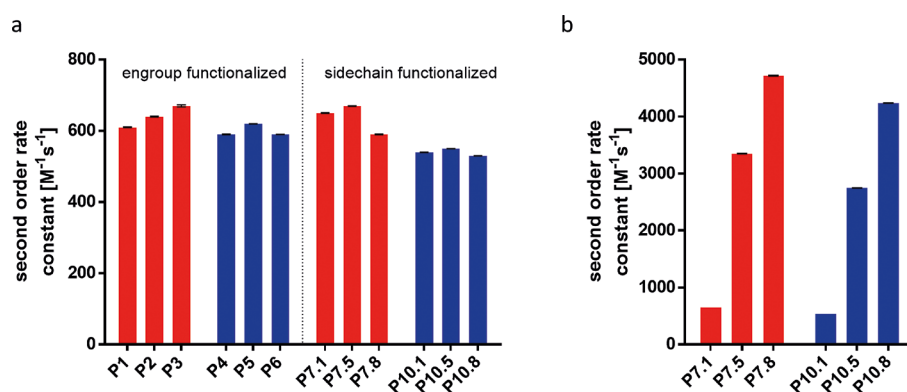 a
engroup functionalized
sidechain functionalized
second order rate
constant [M⁻¹s⁻¹]
800
600
400
200
0
P1
P2
P3
P4
P5
P6
P7.1
P7.5
P7.8
P10.1
P10.5
P10.8
b
second order rate
constant [M⁻¹s⁻¹]
5000
4000
3000
2000
1000
0
P7.1
P7.5
P7.8
P10.1
P10.5
P10.8